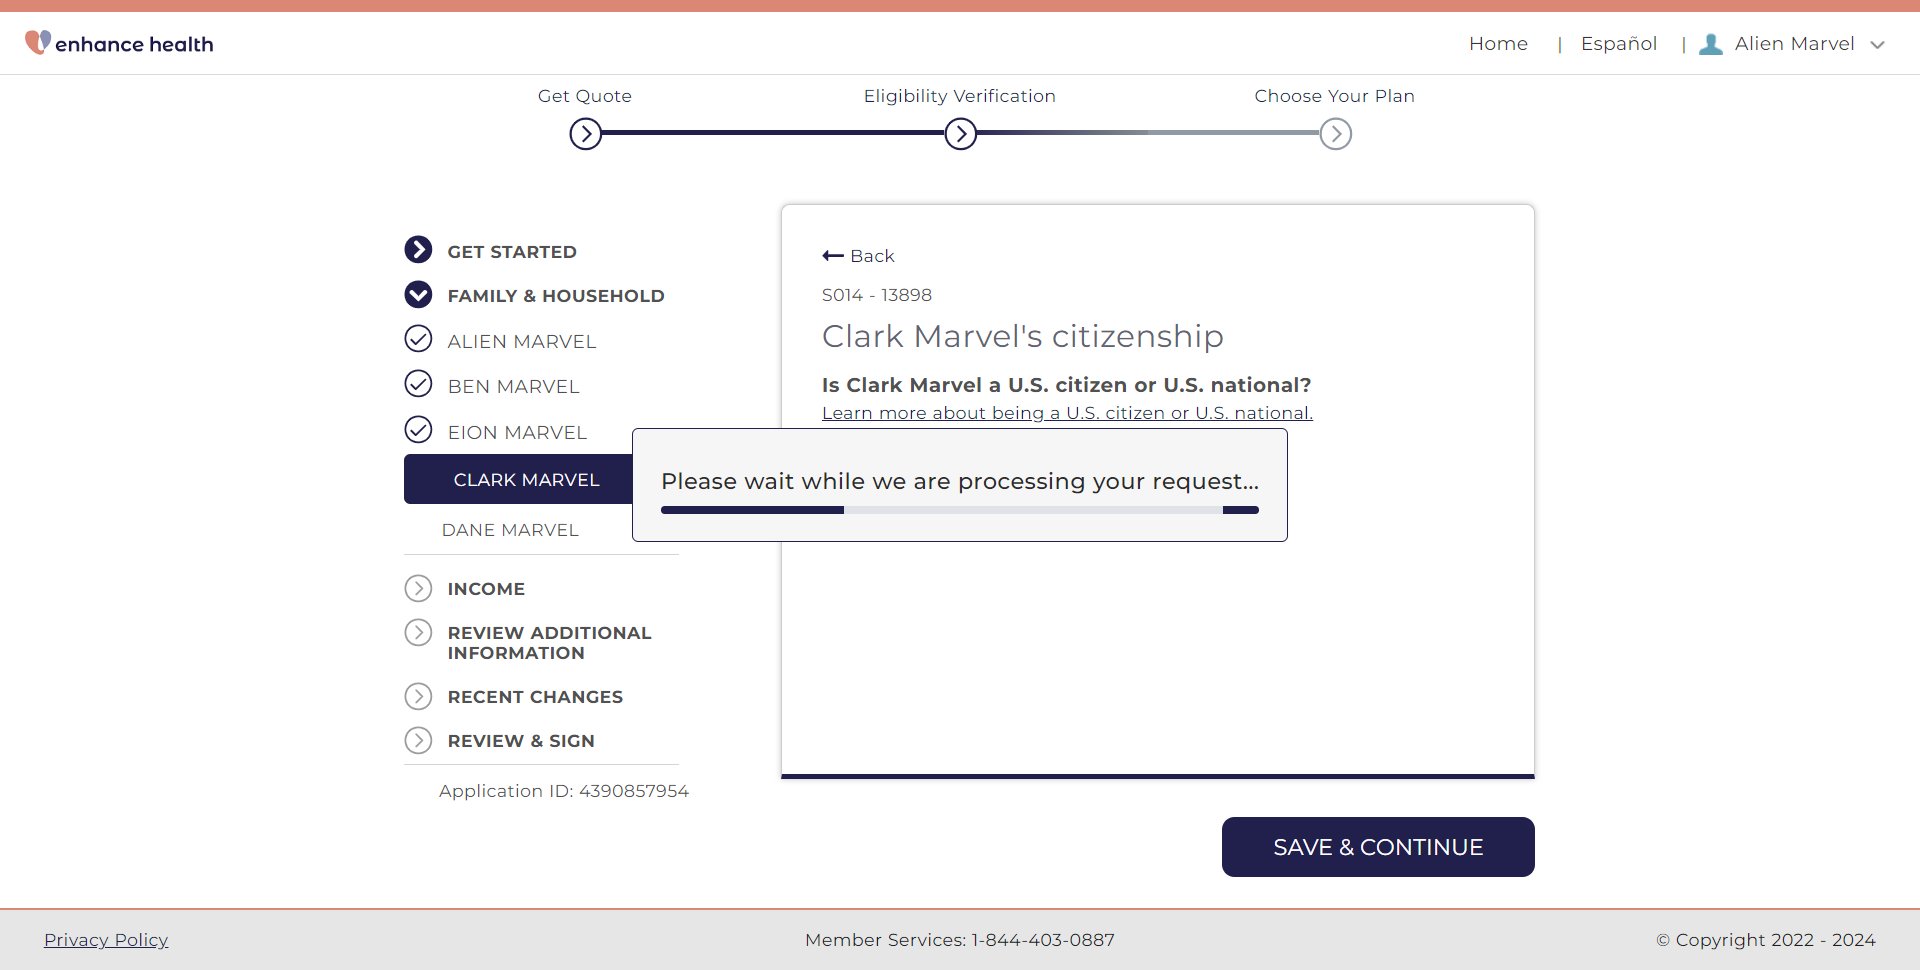 enhance health
Home | Español | Alien Marvel
Get Quote
Eligibility Verification
Choose Your Plan
GET STARTED
FAMILY & HOUSEHOLD
ALIEN MARVEL
BEN MARVEL
EION MARVEL
CLARK MARVEL
DANE MARVEL
INCOME
REVIEW ADDITIONAL
INFORMATION
RECENT CHANGES
REVIEW & SIGN
Application ID: 4390857954
Back
S014 - 13898
Clark Marvel's citizenship
Is Clark Marvel a U.S. citizen or U.S. national?
Learn more about being a U.S. citizen or U.S. national.
Please wait while we are processing your request...
SAVE & CONTINUE
Privacy Policy
Member Services: 1-844-403-0887
© Copyright 2022 - 2024